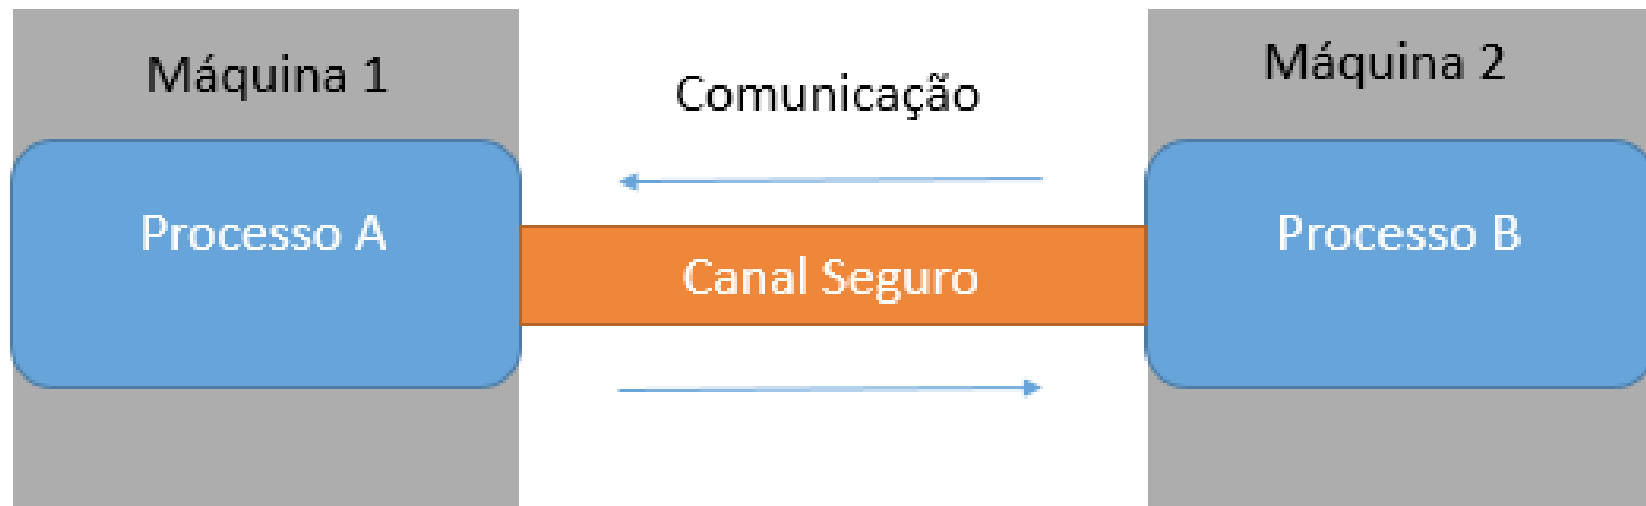 Máquina 1
Comunicação
Máquina 2
Processo A
Canal Seguro
Processo B